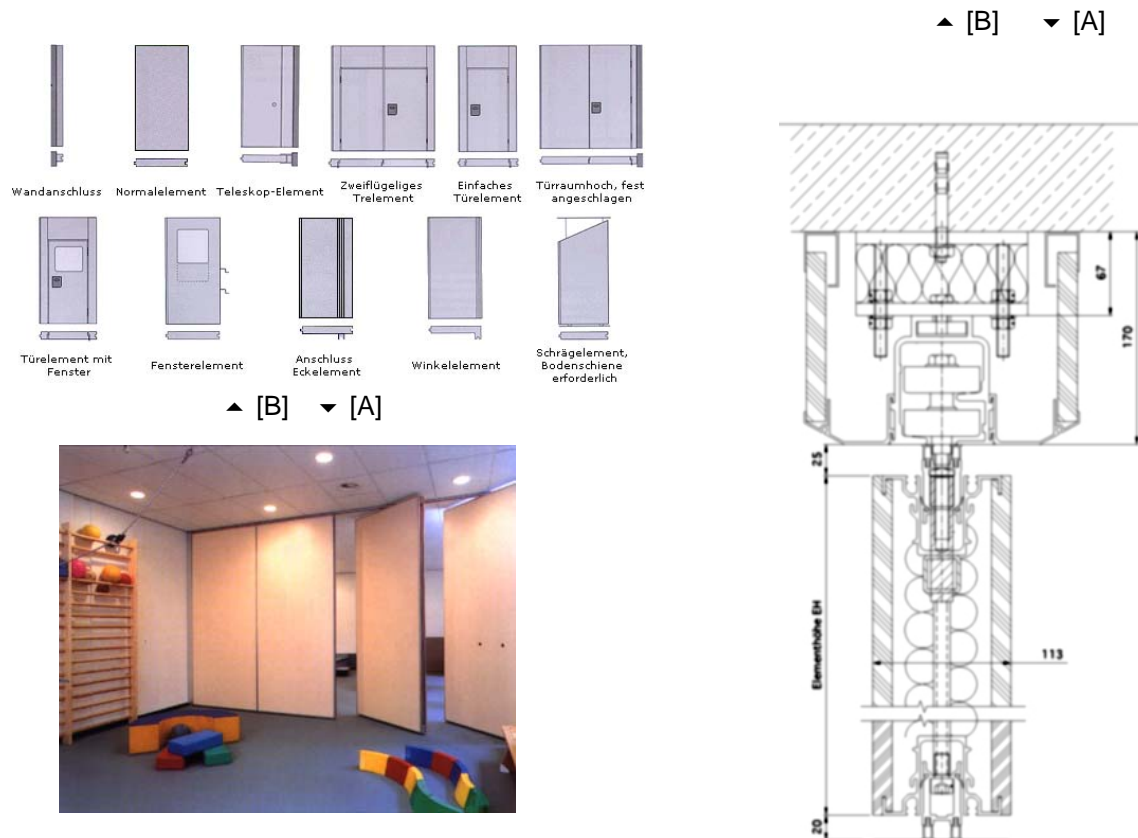 ▲ [B] ▼ [A]
Wandanschluss
Normalelement
Teleskop-Element
Zweiflügeliges
Trelement
Einfaches
Türelement
Türraumhoch, fest
angeschlagen
Türelement mit
Fenster
Fensterelement
Anschluss
Eckelement
Winkelelement
Schrägelement,
Bodenschiene
erforderlich
▲ [B] ▼ [A]
67
170
25
Elementhöhe EH
113
20